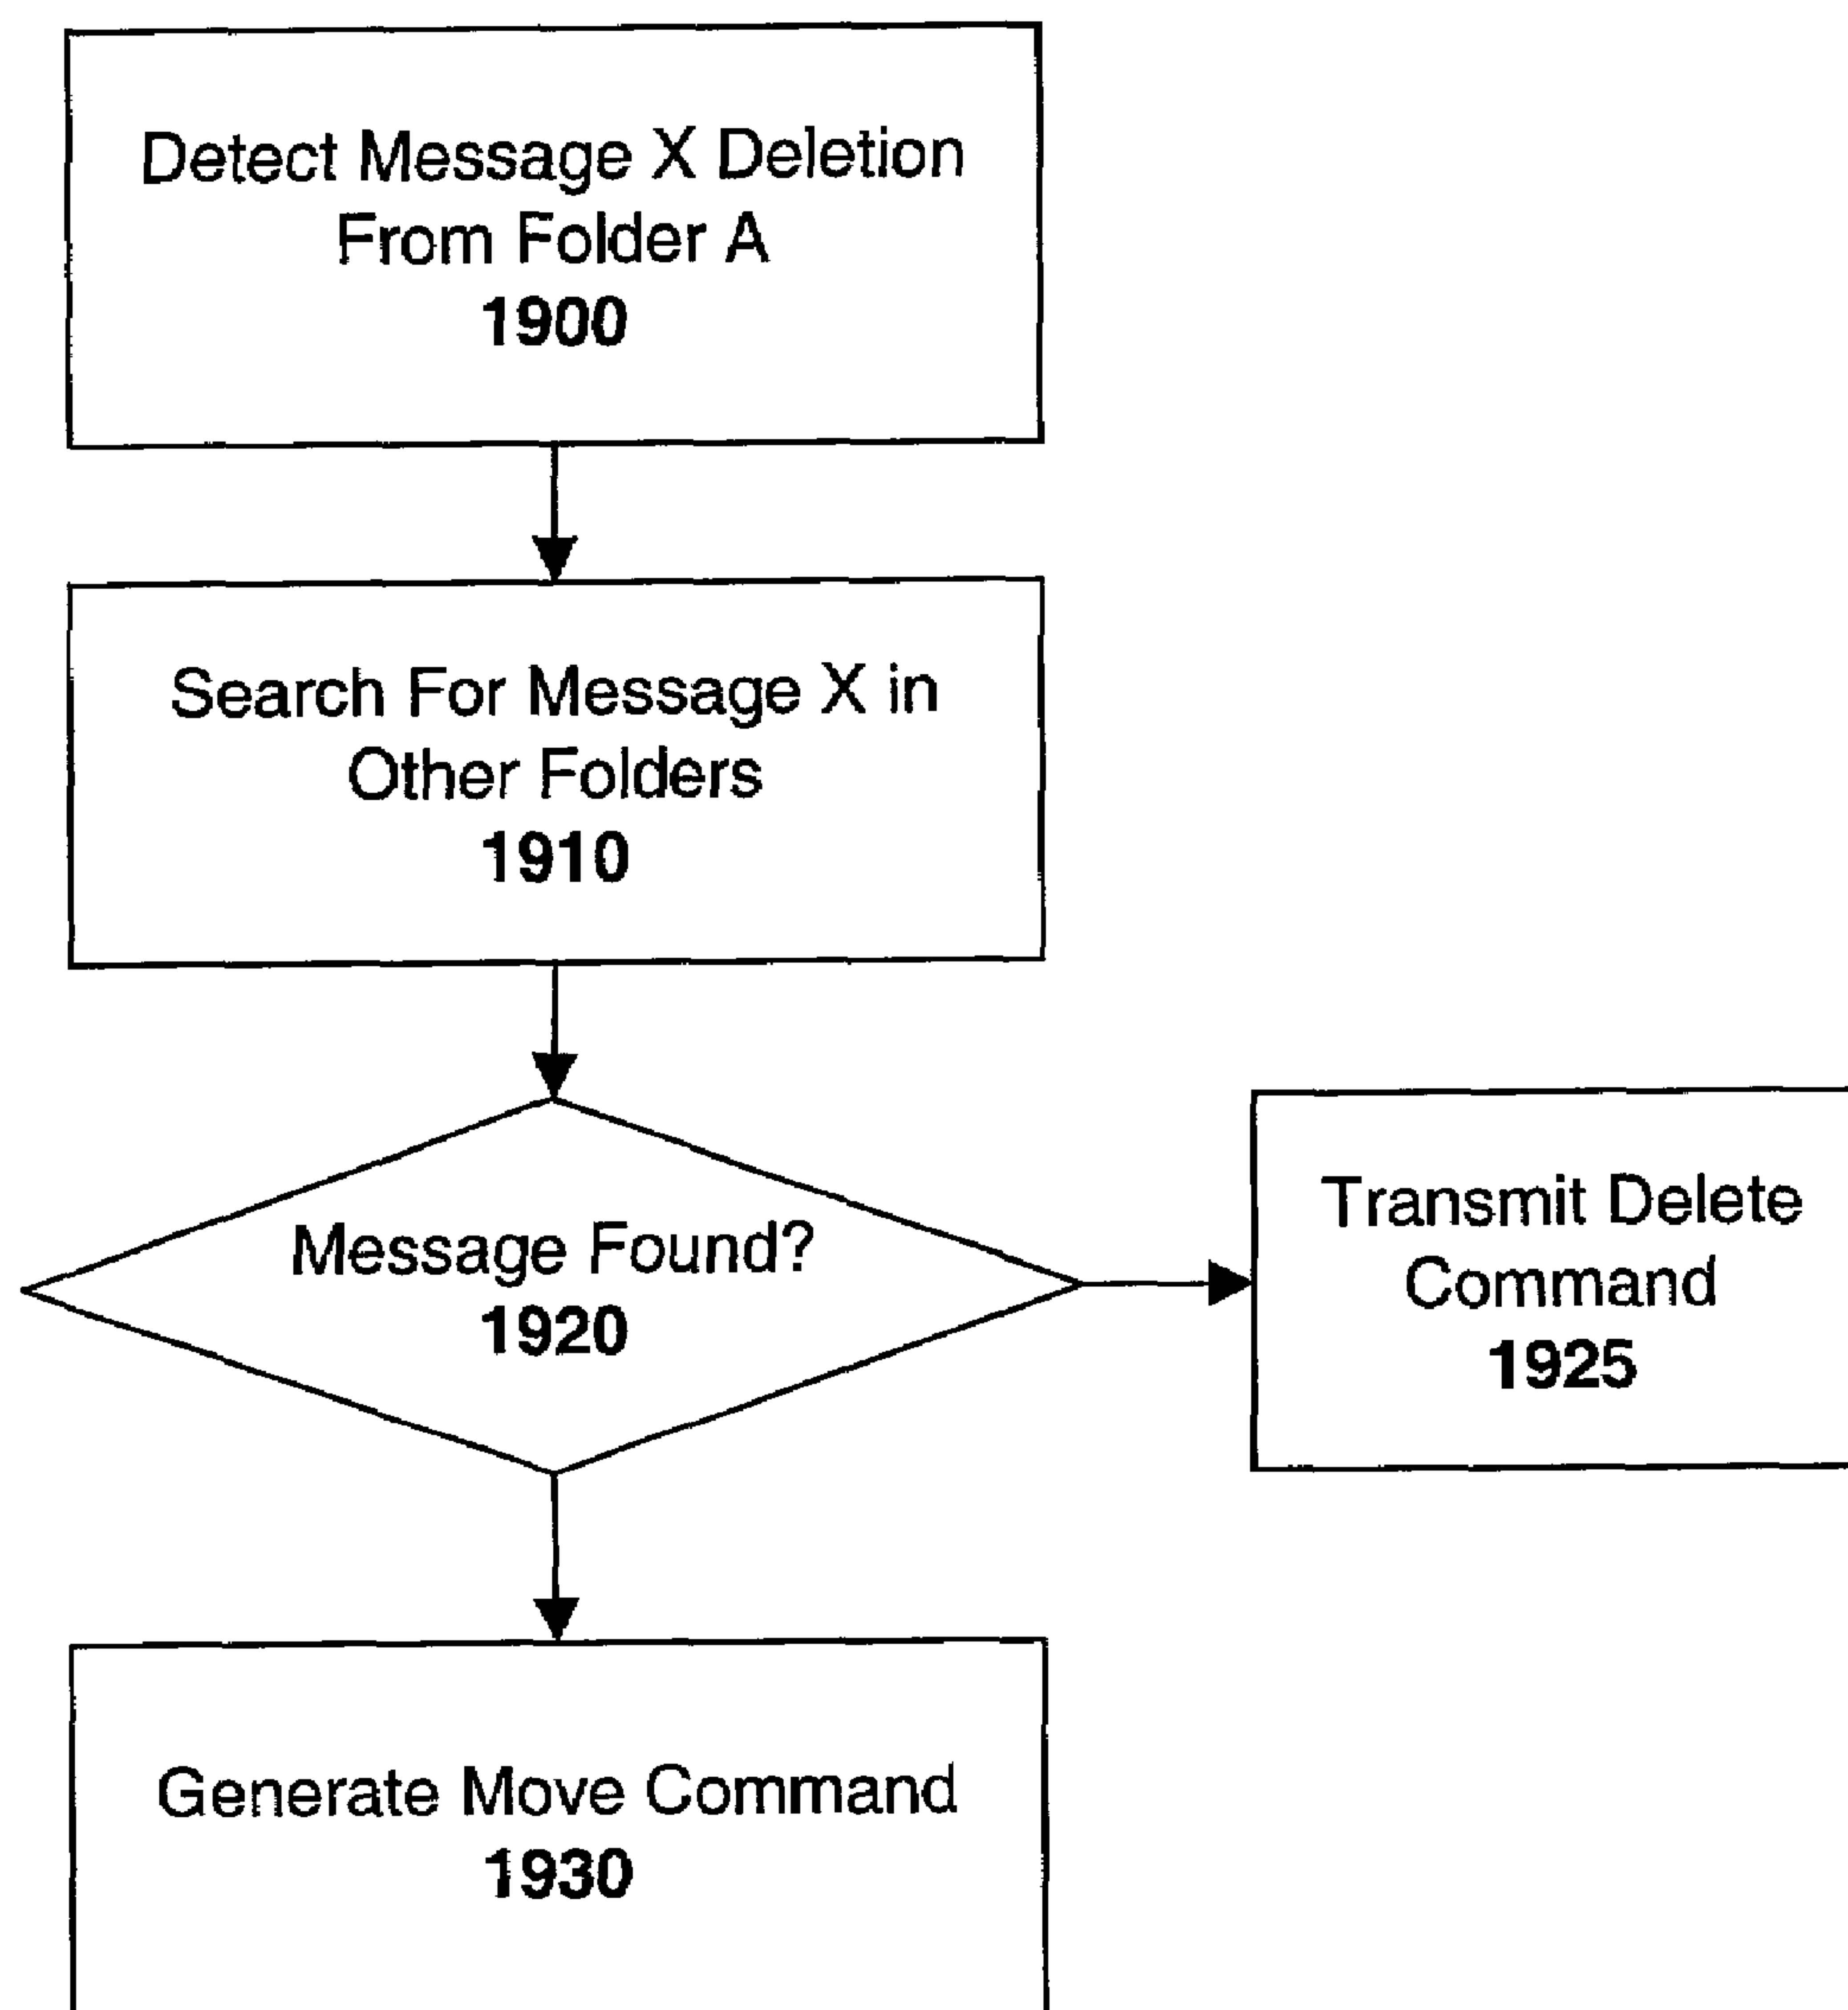 Detect Message X Deletion
From Folder A
1900
Search For Message X in
Other Folders
1910
Message Found?
1920
Transmit Delete
Command
1925
Generate Move Command
1930